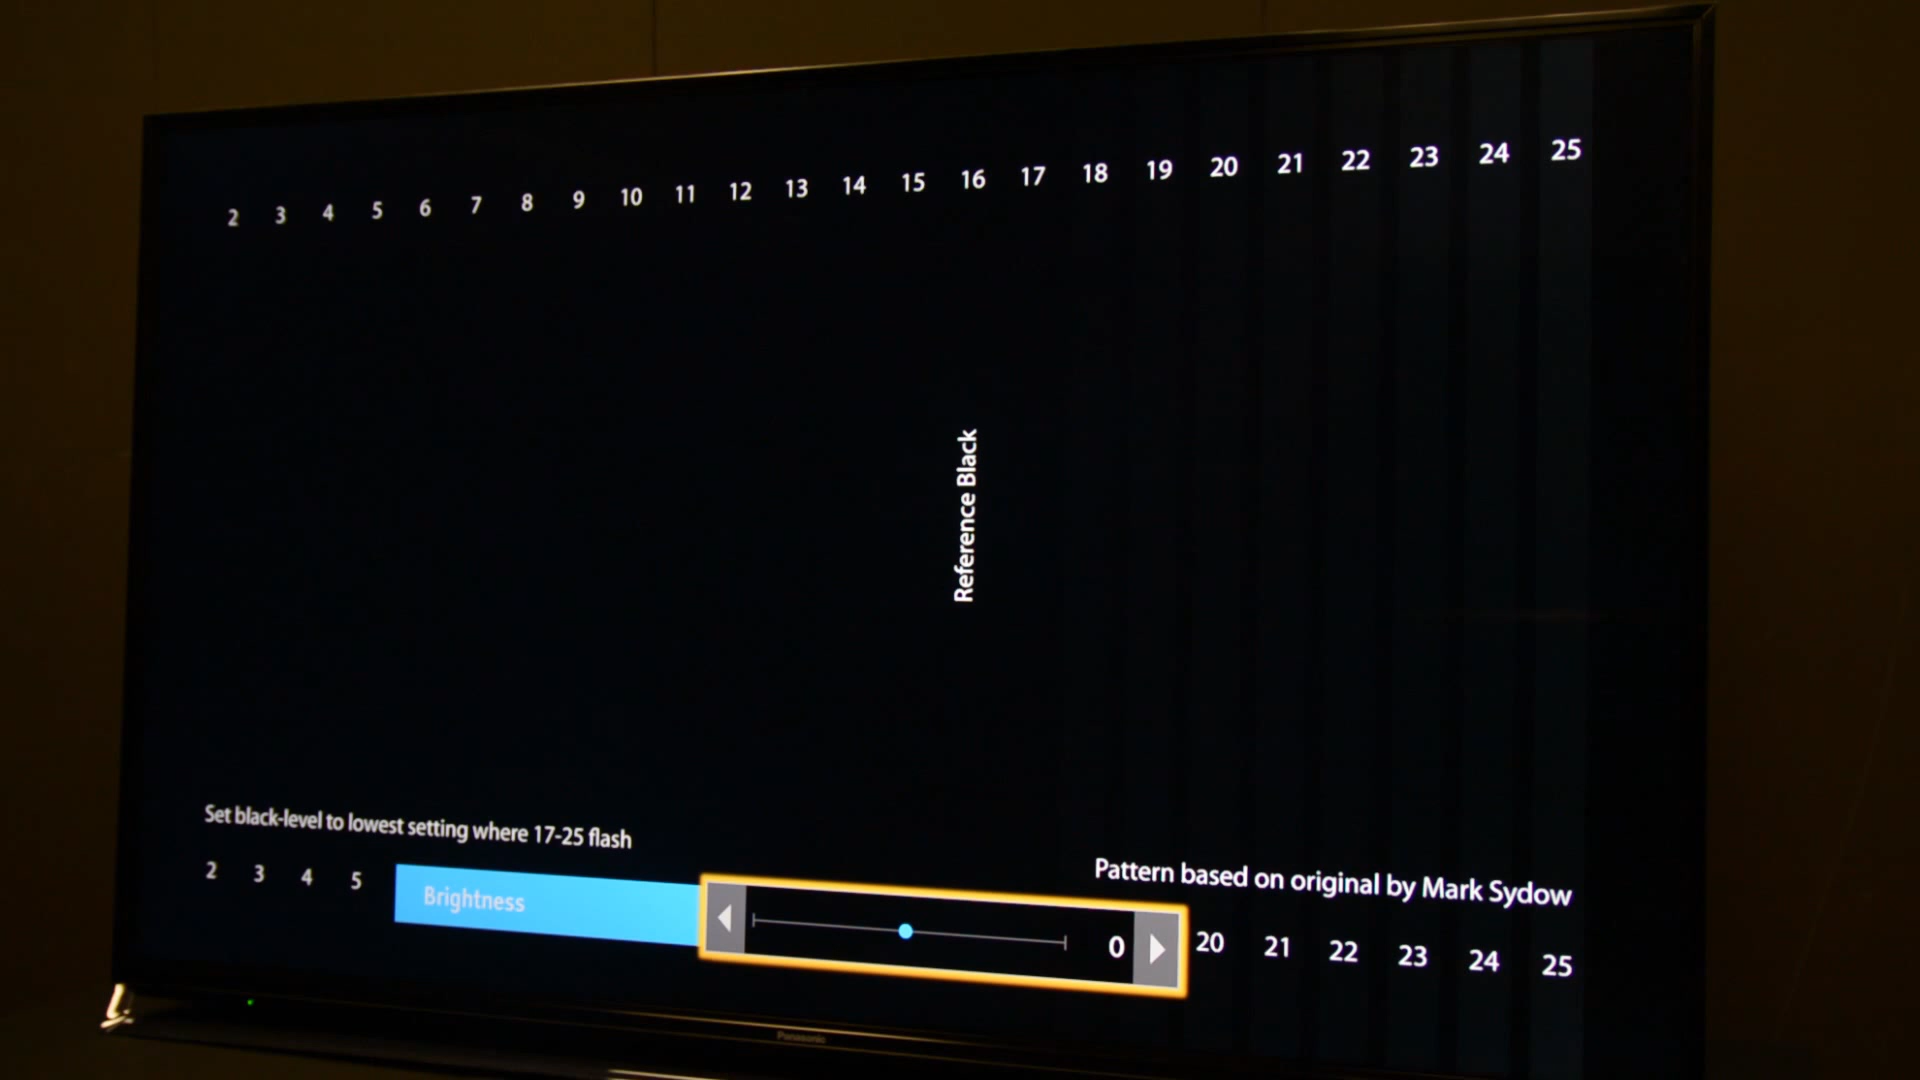 2 3 4 5 6 7 8 9 10 11 12 13 14 15 16 17 18 19 20 21 22 23 24 25
Reference Black
Set black-level to lowest setting where 17-25 flash
Pattern based on original by Mark Sydow
2 3 4 5 Brightness 0 20 21 22 23 24 25
Panasonic